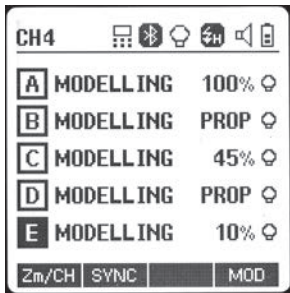 CH4 H
A MODELLING 100%
B MODELLING PROP
C MODELLING 45%
D MODELLING PROP
E MODELLING 10%
Zm/CH SYNC MOD